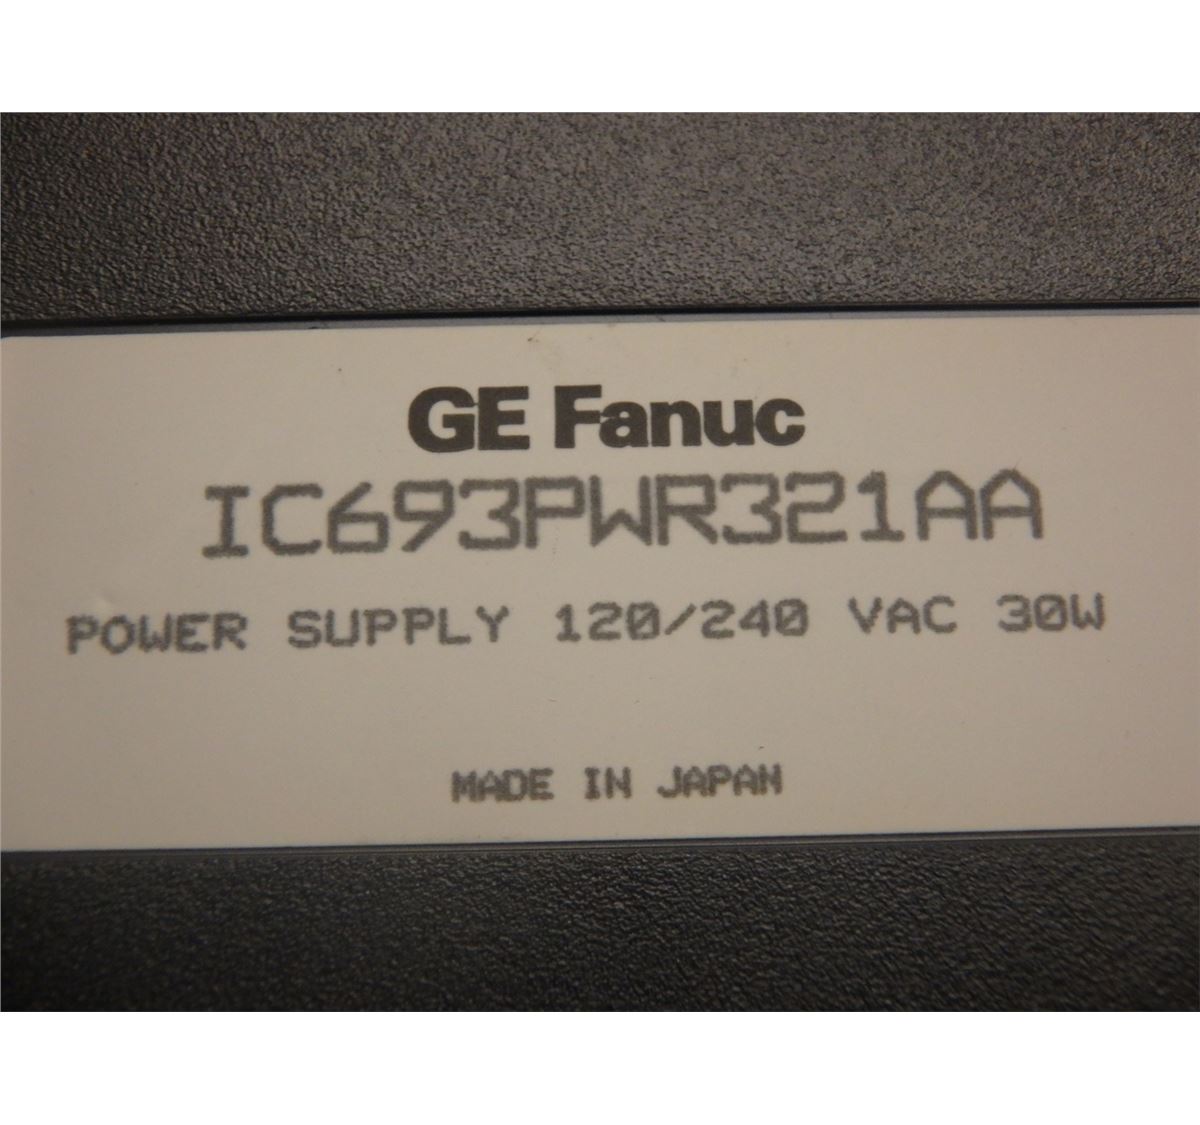 GE Fanuc
IC693PWR321AA
POWER SUPPLY 120/240 VAC 30W
MADE IN JAPAN